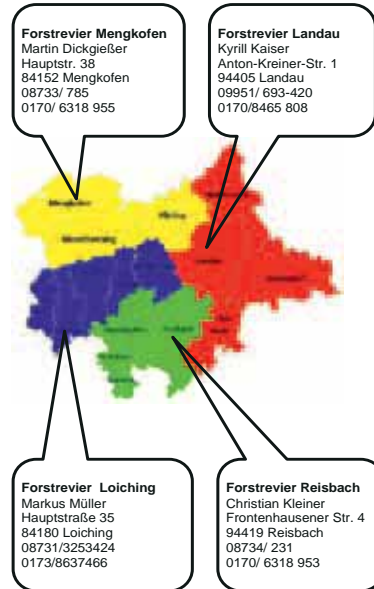 Forstrevier Mengkofen
Martin Dickgießer
Hauptstr. 38
84152 Mengkofen
08733/ 785
0170/ 6318 955
Forstrevier Landau
Kyrill Kaiser
Anton-Kreiner-Str. 1
94405 Landau
09951/ 693-420
0170/8465 808
Mengkofen
Forstrevier Loiching
Markus Müller
Hauptstraße 35
84180 Loiching
08731/3253424
0173/8637466
Forstrevier Reisbach
Christian Kleiner
Frontenhausener Str. 4
94419 Reisbach
08734/ 231
0170/ 6318 953